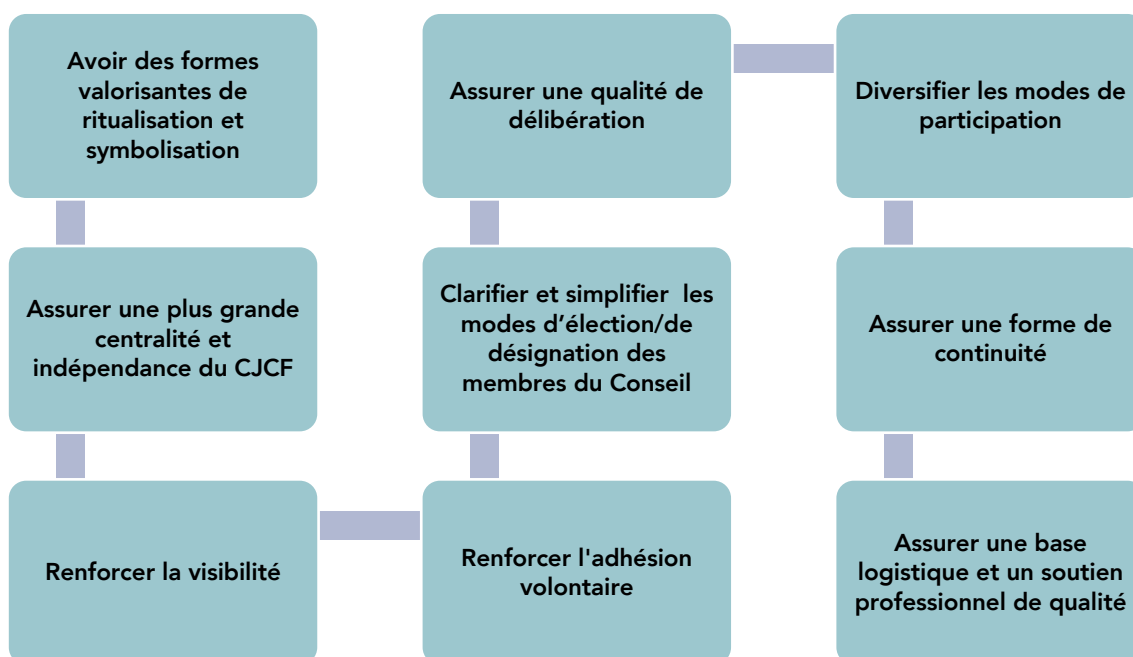 Avoir des formes
valorisantes de
ritualisation et
symbolisation
Assurer une plus grande
centralité et
indépendance du CJCF
Renforcer la visibilité
Renforcer l'adhésion
volontaire
Clarifier et simplifier les
modes d’élection/de
désignation des
membres du Conseil
Assurer une qualité de
délibération
Diversifier les modes de
participation
Assurer une forme de
continuité
Assurer une base
logistique et un soutien
professionnel de qualité